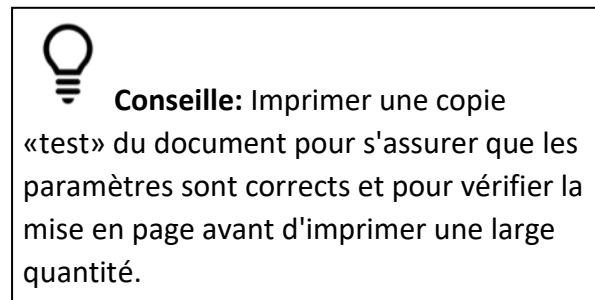 Conseille: Imprimer une copie
«test» du document pour s'assurer que les
paramètres sont corrects et pour vérifier la
mise en page avant d'imprimer une large
quantité.